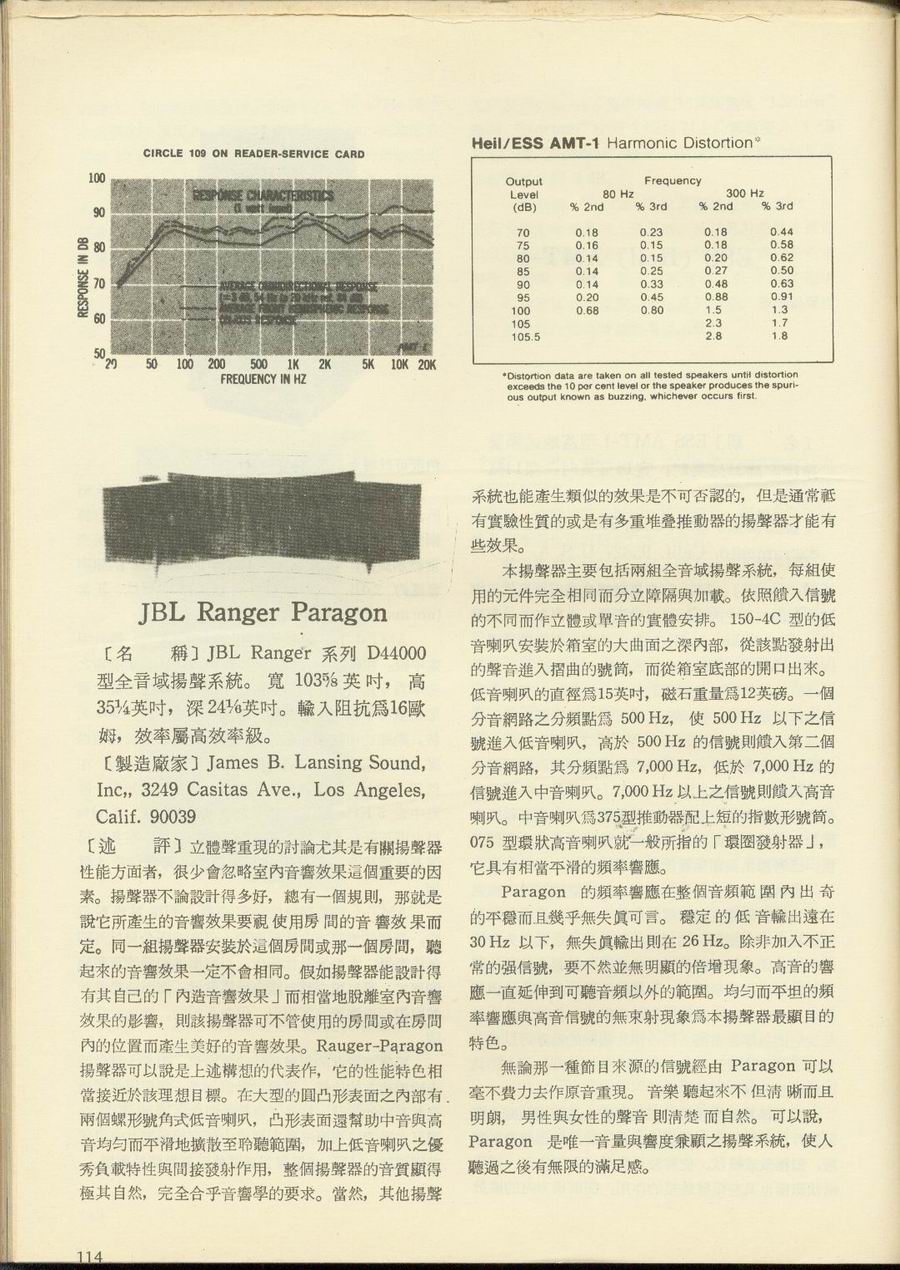 CIRCLE 109 ON READER-SERVICE CARD
RESPONSE CHARACTERISTICS
(1 watt input)
RESPONSE IN DB
100
90
80
70
60
50
AVERAGE OMNIDIRECTIONAL RESPONSE
AVERAGE FRONT HEMISPHERIC RESPONSE
ON-AXIS RESPONSE
AMT-1
20 50 100 200 500 1K 2K 5K 10K 20K
FREQUENCY IN HZ
Heil/ESS AMT-1 Harmonic Distortion*
Output Frequency
Level 80 Hz 300 Hz
(dB) % 2nd % 3rd % 2nd % 3rd
70 0.18 0.23 0.18 0.44
75 0.16 0.15 0.18 0.58
80 0.14 0.15 0.20 0.62
85 0.14 0.25 0.27 0.50
90 0.14 0.33 0.48 0.63
95 0.20 0.45 0.88 0.91
100 0.68 0.80 1.5 1.3
105 2.3 1.7
105.5 2.8 1.8
*Distortion data are taken on all tested speakers until distortion
exceeds the 10 per cent level or the speaker produces the spuri-
ous output known as buzzing, whichever occurs first.
JBL Ranger Paragon
〔名　　稱〕JBL Ranger 系列 D44000
型全音域揚聲系統。寬 103⅝ 英吋，高
35¼英吋，深 24⅛英吋。輸入阻抗爲16歐
姆，效率屬高效率級。
〔製造廠家〕James B. Lansing Sound,
Inc,, 3249 Casitas Ave., Los Angeles,
Calif. 90039
〔述　　評〕立體聲重現的討論尤其是有關揚聲器
性能方面者，很少會忽略室內音響效果這個重要的因
素。揚聲器不論設計得多好，總有一個規則，那就是
說它所產生的音響效果要視使用房間的音響效果而
定。同一組揚聲器安裝於這個房間或那一個房間，聽
起來的音響效果一定不會相同。假如揚聲器能設計得
有其自己的「內造音響效果」而相當地脫離室內音響
效果的影響，則該揚聲器可不管使用的房間或在房間
內的位置而產生美好的音響效果。Rauger-Paragon
揚聲器可以說是上述構想的代表作，它的性能特色相
當接近於該理想目標。在大型的圓凸形表面之內部有
兩個螺形號角式低音喇叭，凸形表面還幫助中音與高
音均勻而平滑地擴散至聆聽範圍，加上低音喇叭之優
秀負載特性與間接發射作用，整個揚聲器的音質顯得
極其自然，完全合乎音響學的要求。當然，其他揚聲
系統也能產生類似的效果是不可否認的，但是通常祇
有實驗性質的或是有多重堆叠推動器的揚聲器才能有
些效果。
本揚聲器主要包括兩組全音域揚聲系統，每組使
用的元件完全相同而分立障隔與加載。依照饋入信號
的不同而作立體或單音的實體安排。 150-4C 型的低
音喇叭安裝於箱室的大曲面之深內部，從該點發射出
的聲音進入摺曲的號筒，而從箱室底部的開口出來。
低音喇叭的直徑爲15英吋，磁石重量爲12英磅。一個
分音網路之分頻點爲 500 Hz，使 500 Hz 以下之信
號進入低音喇叭，高於 500 Hz 的信號則饋入第二個
分音網路，其分頻點爲 7,000 Hz，低於 7,000 Hz 的
信號進入中音喇叭。7,000 Hz 以上之信號則饋入高音
喇叭。中音喇叭爲375型推動器配上短的指數形號筒。
075 型環狀高音喇叭就一般所指的「環圈發射器」，
它具有相當平滑的頻率響應。
Paragon 的頻率響應在整個音頻範圍內出奇
的平穩而且幾乎無失眞可言。穩定的低音輸出遠在
30 Hz 以下，無失眞輸出則在 26 Hz。除非加入不正
常的强信號，要不然並無明顯的倍增現象。高音的響
應一直延伸到可聽音頻以外的範圍。均勻而平坦的頻
率響應與高音信號的無束射現象爲本揚聲器最顯目的
特色。
無論那一種節目來源的信號經由 Paragon 可以
毫不費力去作原音重現。音樂聽起來不但清晰而且
明朗，男性與女性的聲音則清楚而自然。可以說，
Paragon 是唯一音量與響度兼顧之揚聲系統，使人
聽過之後有無限的滿足感。
114